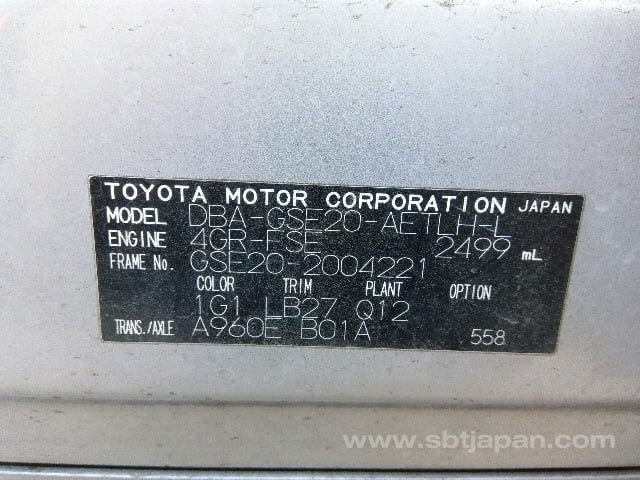 TOYOTA MOTOR CORPORATION JAPAN
MODEL DBA-GSE20-AETLH-L
ENGINE 4GR-FSE 2499 mL
FRAME No. GSE20-2004221
COLOR TRIM PLANT OPTION
1G1 LB27 Q12
TRANS./AXLE A960E B01A 558
www.sbtjapan.com